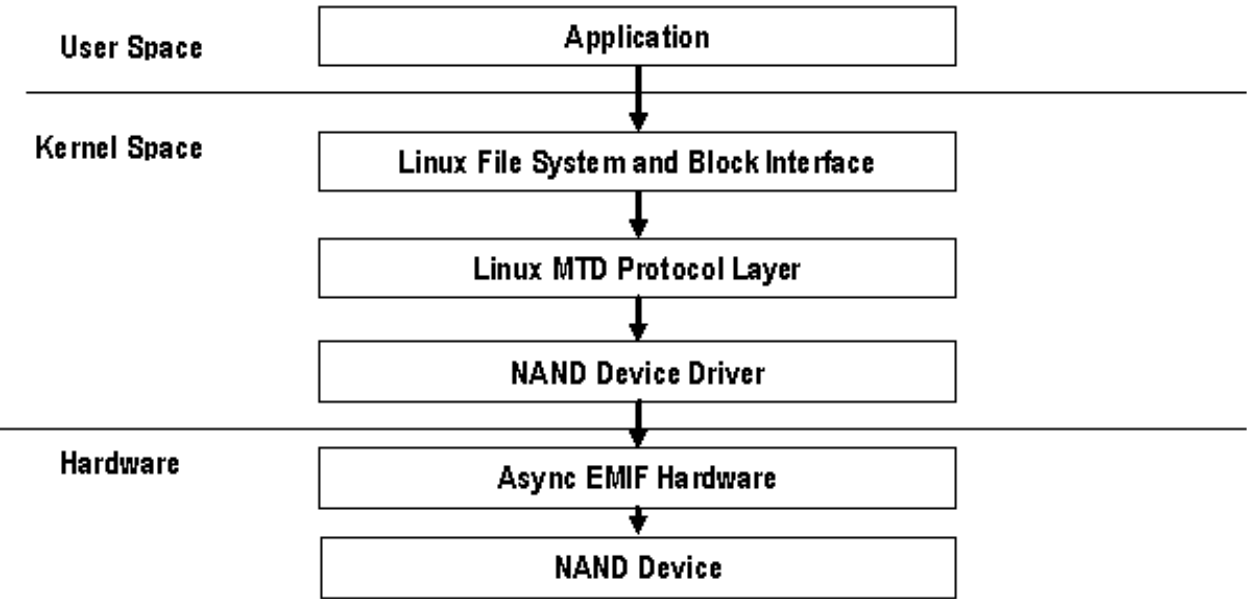 User Space
Application
Kernel Space
Linux File System and Block Interface
Linux MTD Protocol Layer
NAND Device Driver
Hardware
Async EMIF Hardware
NAND Device